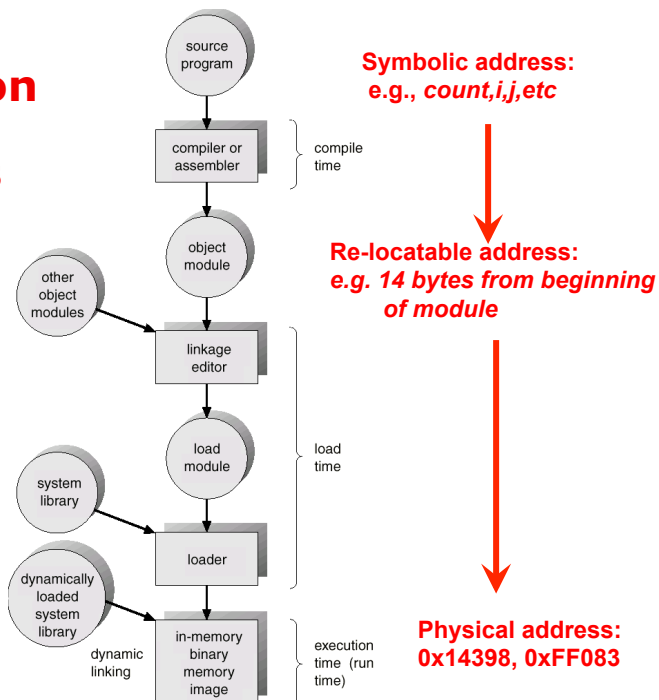 on
source
program
Symbolic address:
e.g., count,i,j,etc
compiler or
assembler
compile
time
object
module
Re-locatable address:
e.g. 14 bytes from beginning
of module
other
object
modules
linkage
editor
load
module
load
time
system
library
loader
dynamically
loaded
system
library
dynamic
linking
in-memory
binary
memory
image
execution
time (run
time)
Physical address:
0x14398, 0xFF083